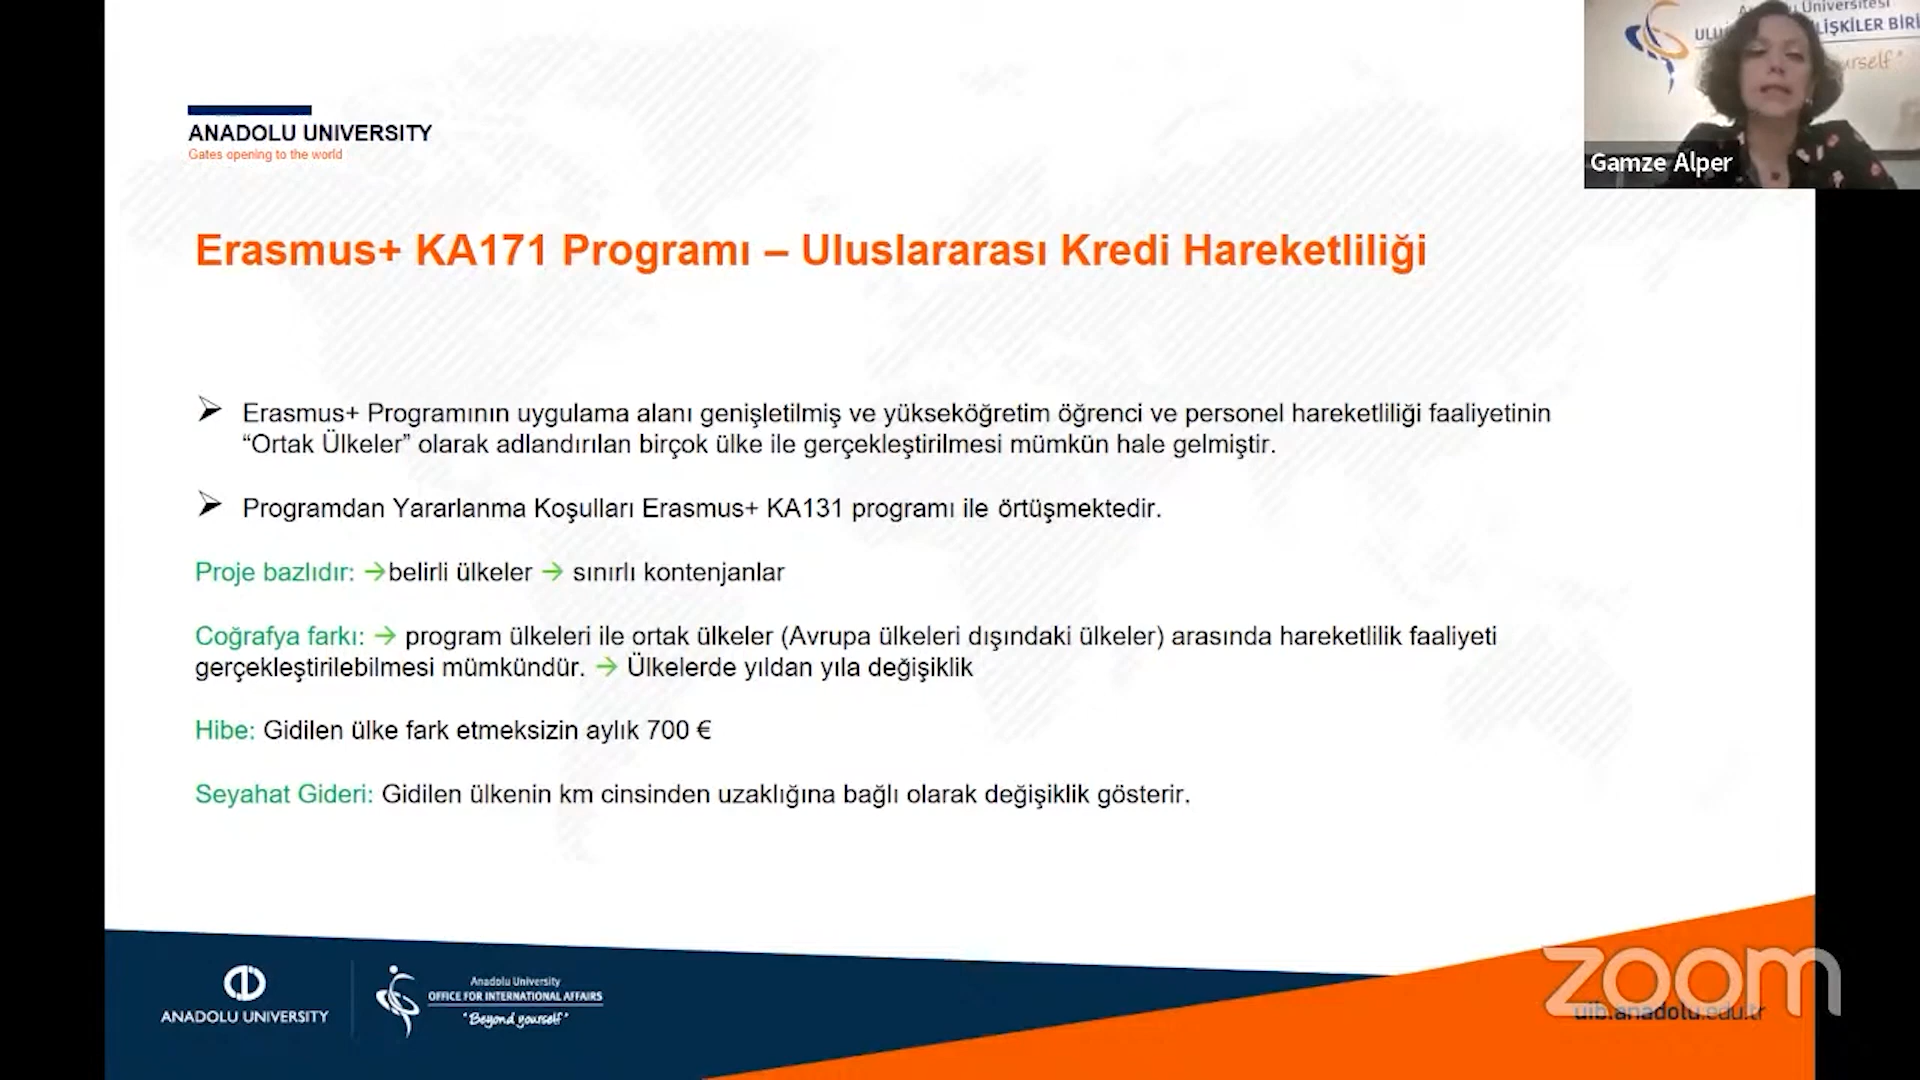 ANADOLU UNIVERSITY
Gates opening to the world
Gamze Alper
Erasmus+ KA171 Programı – Uluslararası Kredi Hareketliliği
➢ Erasmus+ Programının uygulama alanı genişletilmiş ve yükseköğretim öğrenci ve personel hareketliliği faaliyetinin
“Ortak Ülkeler” olarak adlandırılan birçok ülke ile gerçekleştirilmesi mümkün hale gelmiştir.
➢ Programdan Yararlanma Koşulları Erasmus+ KA131 programı ile örtüşmektedir.
Proje bazlıdır: →belirli ülkeler → sınırlı kontenjanlar
Coğrafya farkı: → program ülkeleri ile ortak ülkeler (Avrupa ülkeleri dışındaki ülkeler) arasında hareketlilik faaliyeti
gerçekleştirilebilmesi mümkündür. → Ülkelerde yıldan yıla değişiklik
Hibe: Gidilen ülke fark etmeksizin aylık 700 €
Seyahat Gideri: Gidilen ülkenin km cinsinden uzaklığına bağlı olarak değişiklik gösterir.
ANADOLU UNIVERSITY
Anadolu University
OFFICE FOR INTERNATIONAL AFFAIRS
"Beyond yourself"
zoom
uib.anadolu.edu.tr